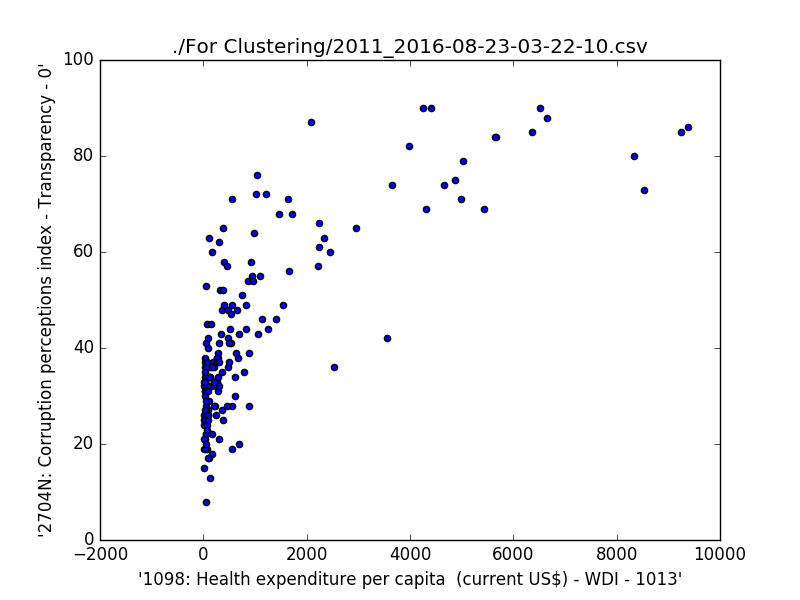 ./For Clustering/2011_2016-08-23-03-22-10.csv
100
80
60
40
20
0
'2704N: Corruption perceptions index - Transparency - 0'
−2000 0 2000 4000 6000 8000 10000
'1098: Health expenditure per capita  (current US$) - WDI - 1013'